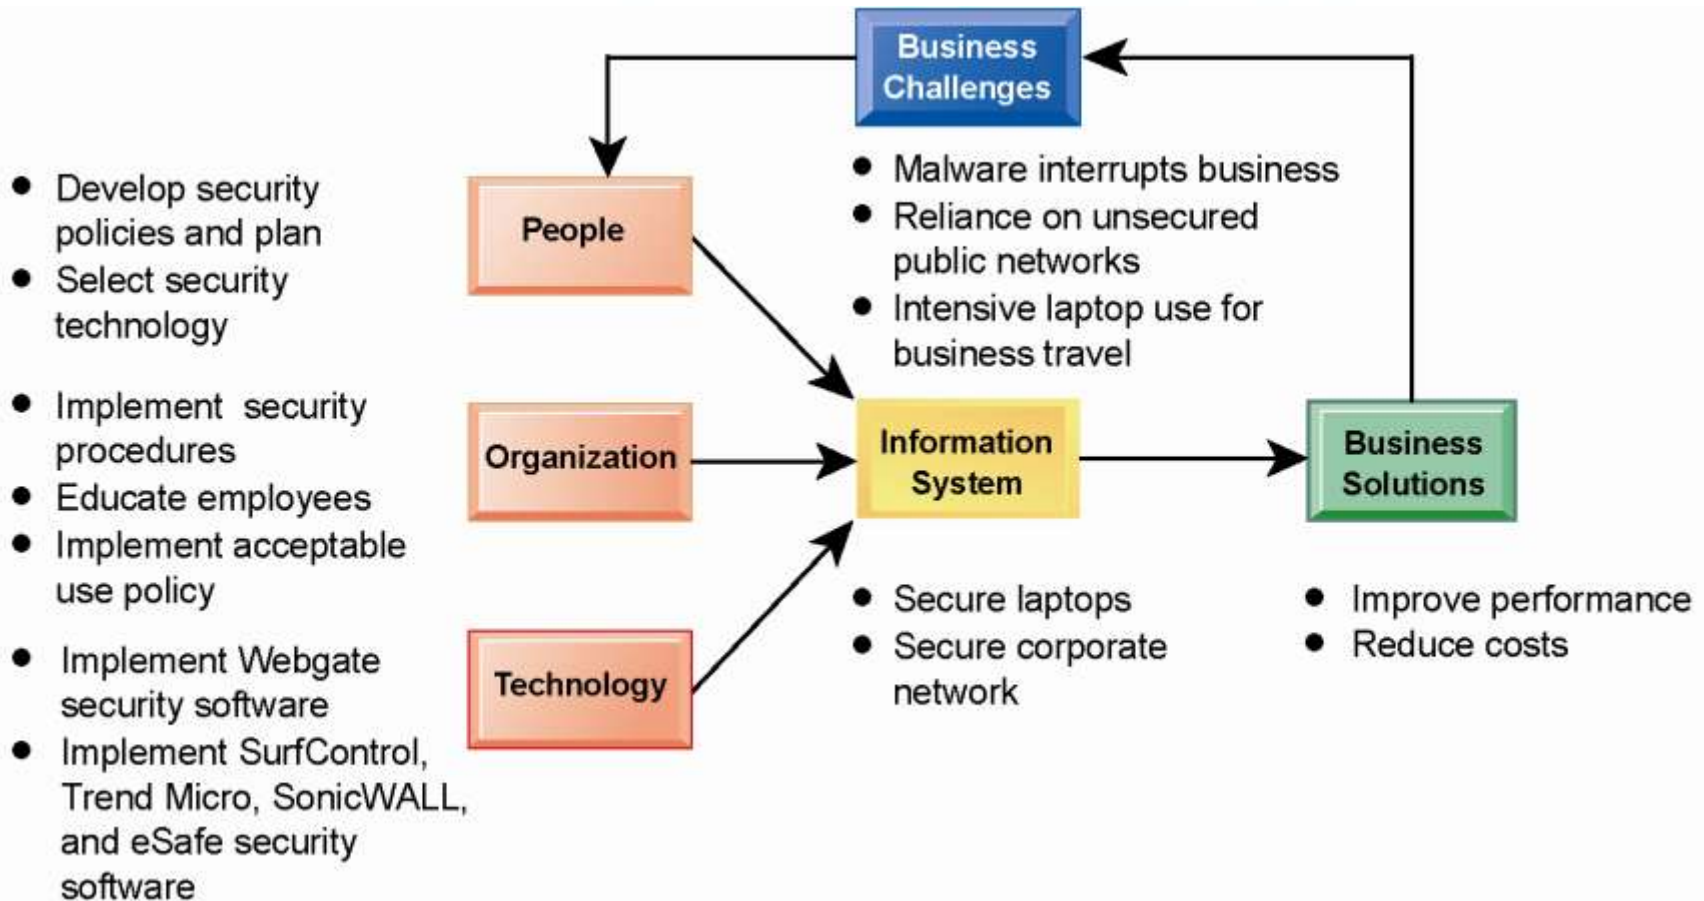 Business
Challenges
● Malware interrupts business
● Reliance on unsecured
public networks
● Intensive laptop use for
business travel
● Develop security
policies and plan
● Select security
technology
People
● Implement security
procedures
● Educate employees
● Implement acceptable
use policy
Organization
● Implement Webgate
security software
● Implement SurfControl,
Trend Micro, SonicWALL,
and eSafe security
software
Technology
Information
System
● Secure laptops
● Secure corporate
network
Business
Solutions
● Improve performance
● Reduce costs